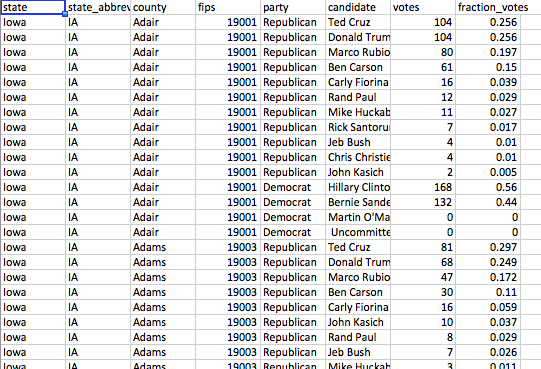 state state_abbrev county fips party candidate votes fraction_votes
Iowa IA Adair 19001 Republican Ted Cruz 104 0.256
Iowa IA Adair 19001 Republican Donald Trum 104 0.256
Iowa IA Adair 19001 Republican Marco Rubio 80 0.197
Iowa IA Adair 19001 Republican Ben Carson 61 0.15
Iowa IA Adair 19001 Republican Carly Fiorina 16 0.039
Iowa IA Adair 19001 Republican Rand Paul 12 0.029
Iowa IA Adair 19001 Republican Mike Huckab 11 0.027
Iowa IA Adair 19001 Republican Rick Santoru 7 0.017
Iowa IA Adair 19001 Republican Jeb Bush 4 0.01
Iowa IA Adair 19001 Republican Chris Christie 4 0.01
Iowa IA Adair 19001 Republican John Kasich 2 0.005
Iowa IA Adair 19001 Democrat Hillary Clinto 168 0.56
Iowa IA Adair 19001 Democrat Bernie Sande 132 0.44
Iowa IA Adair 19001 Democrat Martin O'Ma 0 0
Iowa IA Adair 19001 Democrat Uncommitte 0 0
Iowa IA Adams 19003 Republican Ted Cruz 81 0.297
Iowa IA Adams 19003 Republican Donald Trum 68 0.249
Iowa IA Adams 19003 Republican Marco Rubio 47 0.172
Iowa IA Adams 19003 Republican Ben Carson 30 0.11
Iowa IA Adams 19003 Republican Carly Fiorina 16 0.059
Iowa IA Adams 19003 Republican John Kasich 10 0.037
Iowa IA Adams 19003 Republican Rand Paul 8 0.029
Iowa IA Adams 19003 Republican Jeb Bush 7 0.026
Iowa IA Adams 19003 Republican Mike Huckab 3 0.011